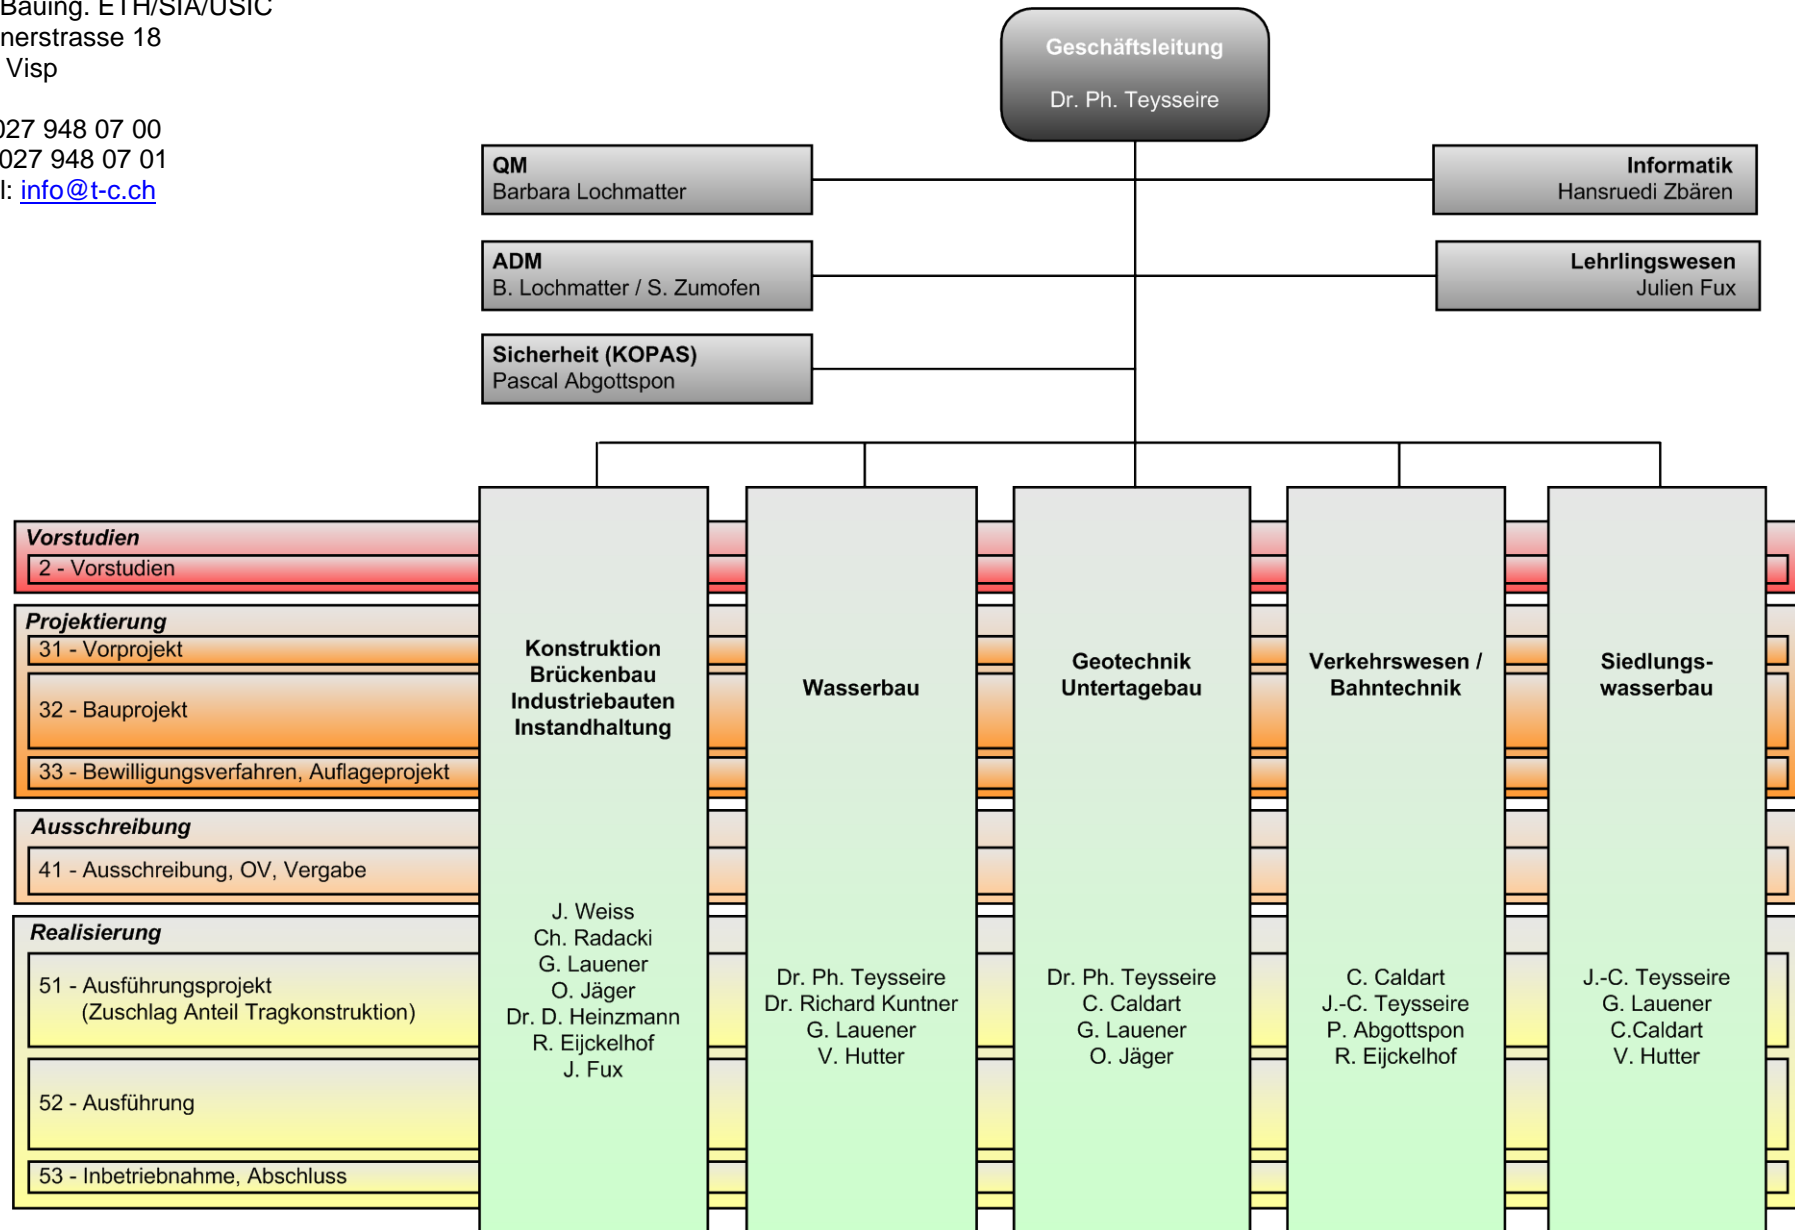 Bauing. ETH/SIA/USIC
nerstrasse 18
Visp
027 948 07 00
027 948 07 01
l: info@t-c.ch
Geschäftsleitung
Dr. Ph. Teysseire
QM
Barbara Lochmatter
Informatik
Hansruedi Zbären
ADM
B. Lochmatter / S. Zumofen
Lehrlingswesen
Julien Fux
Sicherheit (KOPAS)
Pascal Abgottspon
Vorstudien
2 - Vorstudien
Projektierung
31 - Vorprojekt
32 - Bauprojekt
33 - Bewilligungsverfahren, Auflageprojekt
Ausschreibung
41 - Ausschreibung, OV, Vergabe
Realisierung
51 - Ausführungsprojekt
(Zuschlag Anteil Tragkonstruktion)
52 - Ausführung
53 - Inbetriebnahme, Abschluss
Konstruktion
Brückenbau
Industriebauten
Instandhaltung
J. Weiss
Ch. Radacki
G. Lauener
O. Jäger
Dr. D. Heinzmann
R. Eijckelhof
J. Fux
Wasserbau
Dr. Ph. Teysseire
Dr. Richard Kuntner
G. Lauener
V. Hutter
Geotechnik
Untertagebau
Dr. Ph. Teysseire
C. Caldart
G. Lauener
O. Jäger
Verkehrswesen /
Bahntechnik
C. Caldart
J.-C. Teysseire
P. Abgottspon
R. Eijckelhof
Siedlungs-
wasserbau
J.-C. Teysseire
G. Lauener
C.Caldart
V. Hutter